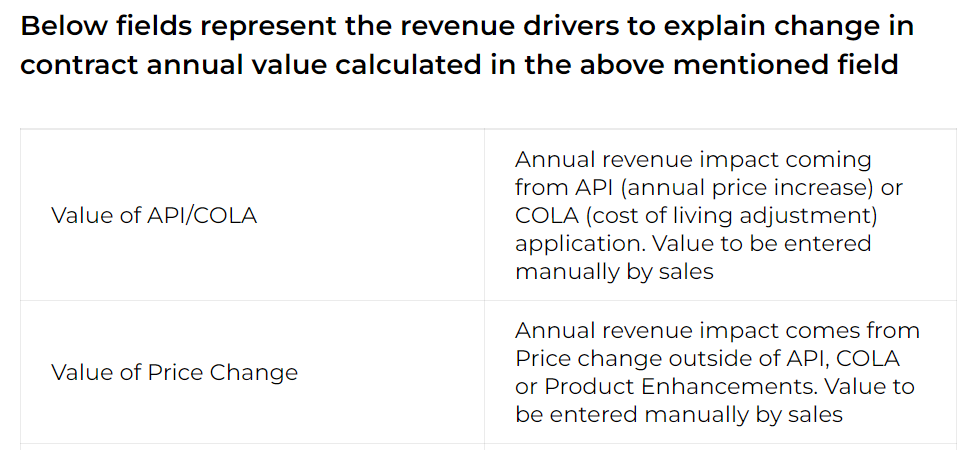 Below fields represent the revenue drivers to explain change in
contract annual value calculated in the above mentioned field
Value of API/COLA
Annual revenue impact coming
from API (annual price increase) or
COLA (cost of living adjustment)
application. Value to be entered
manually by sales
Value of Price Change
Annual revenue impact comes from
Price change outside of API, COLA
or Product Enhancements. Value to
be entered manually by sales